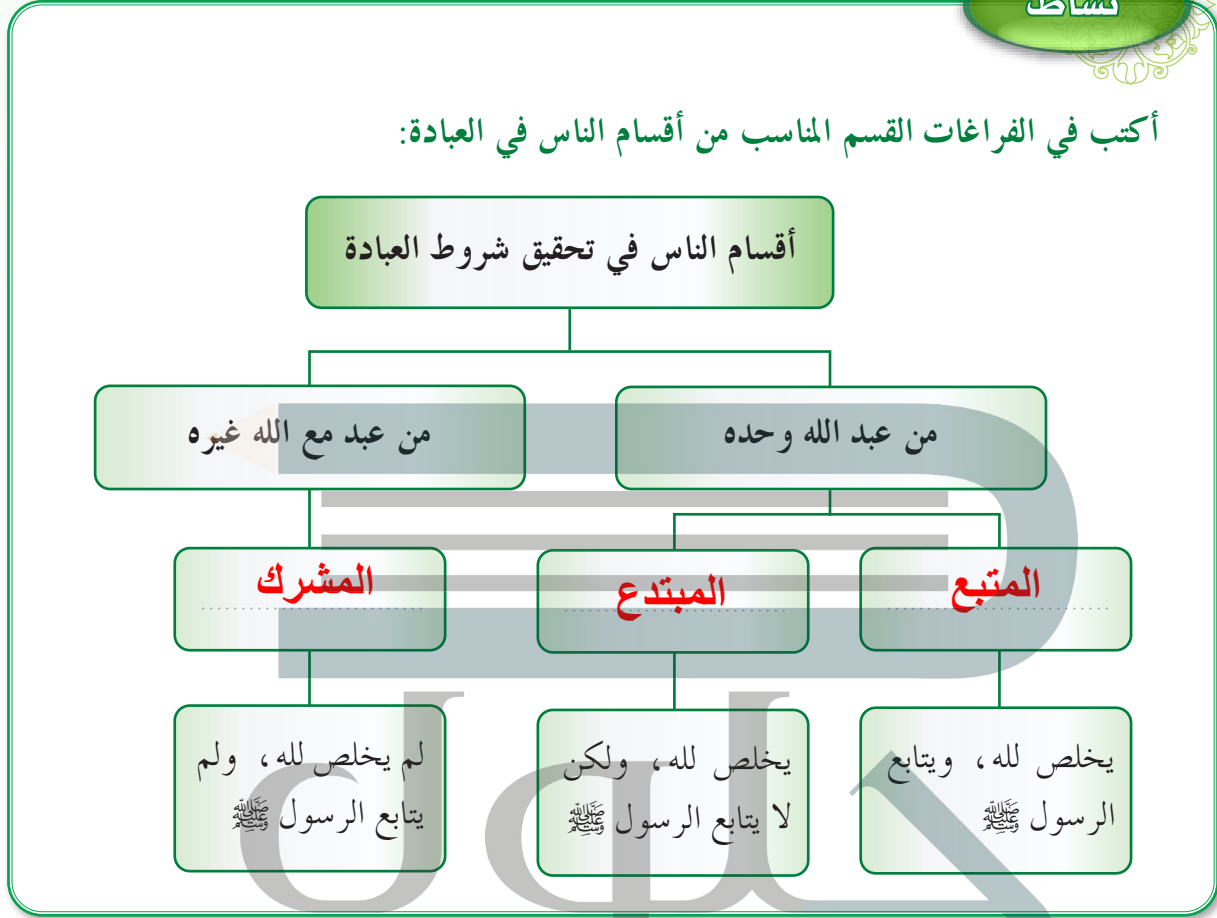 نشاط
أكتب في الفراغات القسم المناسب من أقسام الناس في العبادة:
أقسام الناس في تحقيق شروط العبادة
من عبد الله وحده
من عبد مع الله غيره
المتبع
المبتدع
المشرك
يخلص لله، ويتابع
الرسول ﷺ
يخلص لله، ولكن
لا يتابع الرسول ﷺ
لم يخلص لله، ولم
يتابع الرسول ﷺ